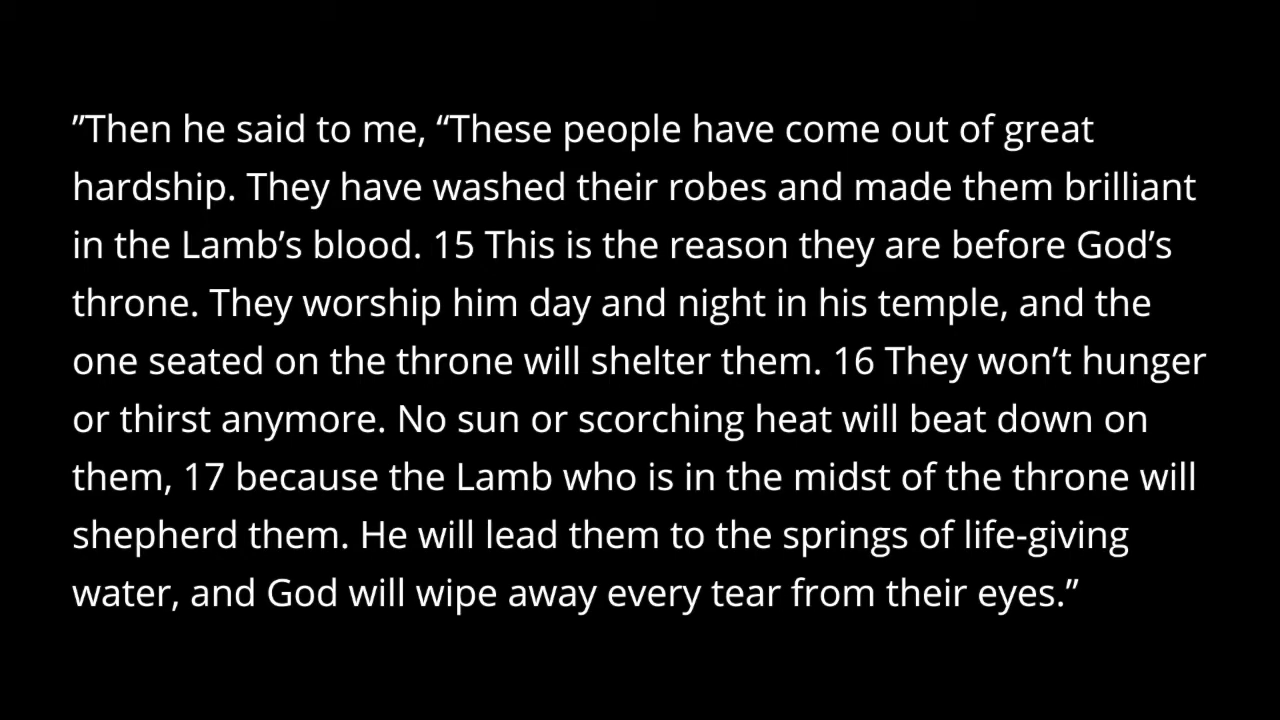 ”Then he said to me, “These people have come out of great
hardship. They have washed their robes and made them brilliant
in the Lamb’s blood. 15 This is the reason they are before God’s
throne. They worship him day and night in his temple, and the
one seated on the throne will shelter them. 16 They won’t hunger
or thirst anymore. No sun or scorching heat will beat down on
them, 17 because the Lamb who is in the midst of the throne will
shepherd them. He will lead them to the springs of life-giving
water, and God will wipe away every tear from their eyes.”